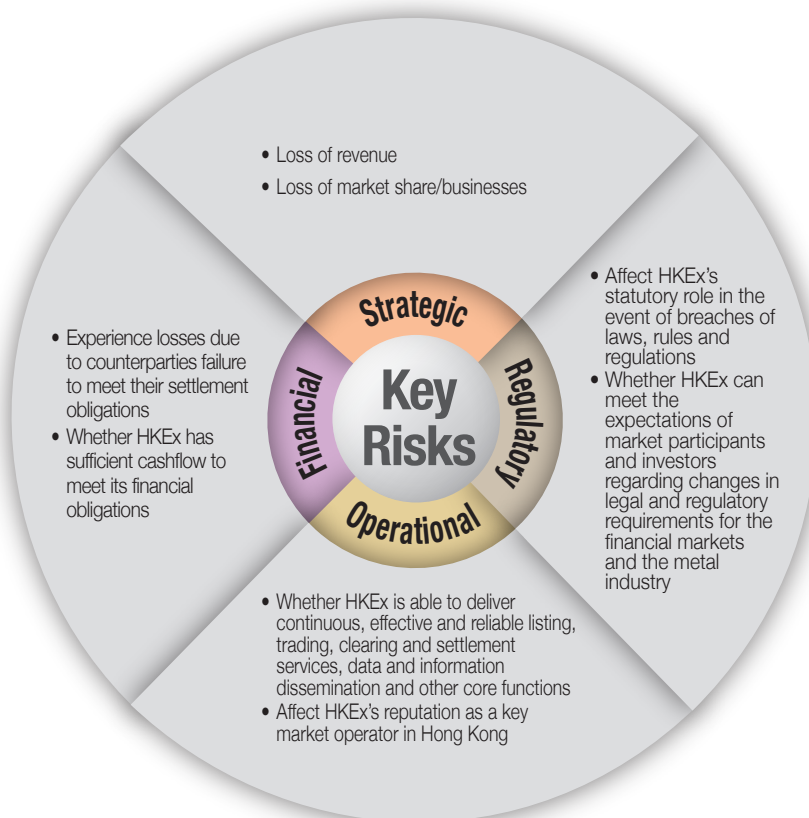 • Loss of revenue
• Loss of market share/businesses
Strategic
• Experience losses due
to counterparties failure
to meet their settlement
obligations
• Whether HKEx has
sufficient cashflow to
meet its financial
obligations
Financial
Key
Risks
Regulatory
• Affect HKEx's
statutory role in the
event of breaches of
laws, rules and
regulations
• Whether HKEx can
meet the
expectations of
market participants
and investors
regarding changes in
legal and regulatory
requirements for the
financial markets
and the metal
industry
Operational
• Whether HKEx is able to deliver
continuous, effective and reliable listing,
trading, clearing and settlement
services, data and information
dissemination and other core functions
• Affect HKEx's reputation as a key
market operator in Hong Kong